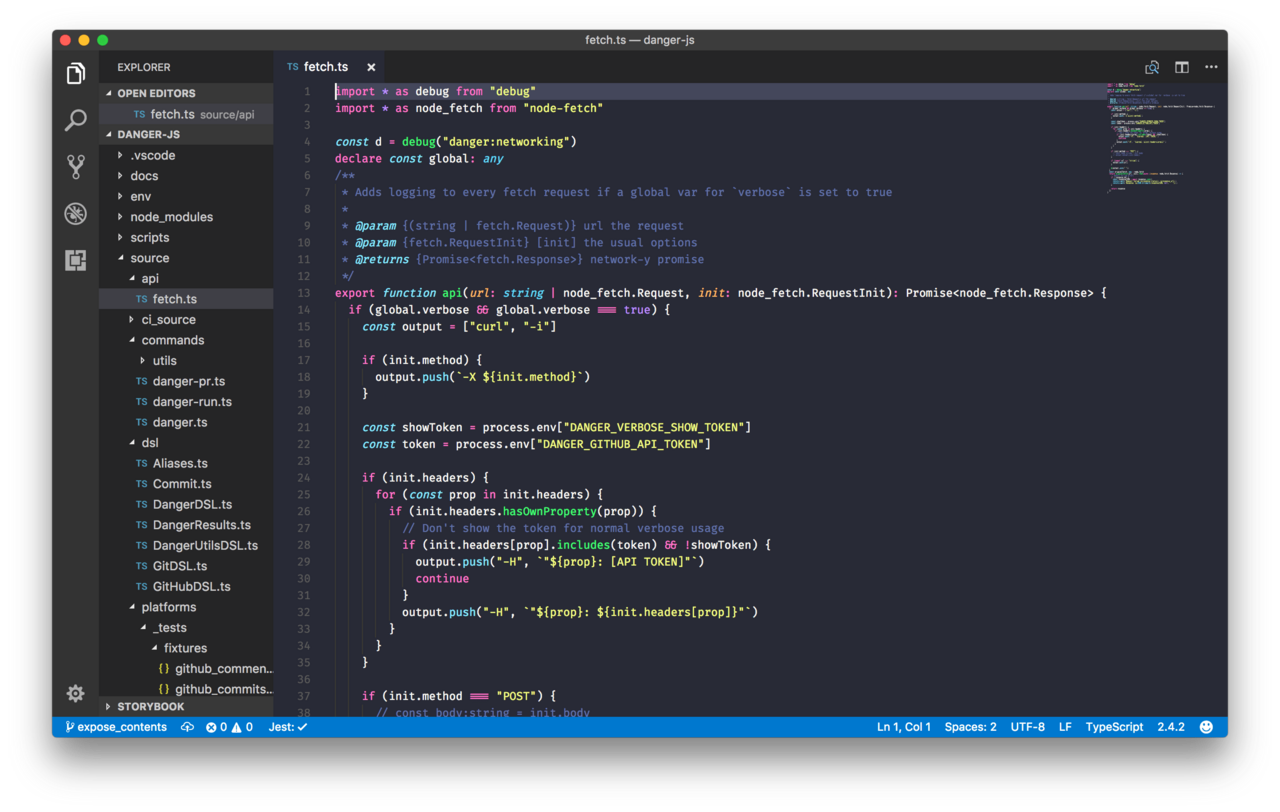 fetch.ts — danger-js
EXPLORER
OPEN EDITORS
TS fetch.ts source/api
DANGER-JS
.vscode
docs
env
node_modules
scripts
source
api
TS fetch.ts
ci_source
commands
utils
TS danger-pr.ts
TS danger-run.ts
TS danger.ts
dsl
TS Aliases.ts
TS Commit.ts
TS DangerDSL.ts
TS DangerResults.ts
TS DangerUtilsDSL.ts
TS GitDSL.ts
TS GitHubDSL.ts
platforms
_tests
fixtures
{} github_commen...
{} github_commits...
STORYBOOK
TS fetch.ts ×
1 import * as debug from "debug"
2 import * as node_fetch from "node-fetch"
3
4 const d = debug("danger:networking")
5 declare const global: any
6 /**
7 * Adds logging to every fetch request if a global var for `verbose` is set to true
8 *
9 * @param {(string | fetch.Request)} url the request
10 * @param {fetch.RequestInit} [init] the usual options
11 * @returns {Promise<fetch.Response>} network-y promise
12 */
13 export function api(url: string | node_fetch.Request, init: node_fetch.RequestInit): Promise<node_fetch.Response> {
14 if (global.verbose && global.verbose === true) {
15 const output = ["curl", "-i"]
16
17 if (init.method) {
18 output.push(`-X ${init.method}`)
19 }
20
21 const showToken = process.env["DANGER_VERBOSE_SHOW_TOKEN"]
22 const token = process.env["DANGER_GITHUB_API_TOKEN"]
23
24 if (init.headers) {
25 for (const prop in init.headers) {
26 if (init.headers.hasOwnProperty(prop)) {
27 // Don't show the token for normal verbose usage
28 if (init.headers[prop].includes(token) && !showToken) {
29 output.push("-H", `"${prop}: [API TOKEN]"`)
30 continue
31 }
32 output.push("-H", `"${prop}: ${init.headers[prop]}"`)
33 }
34 }
35 }
36
37 if (init.method === "POST") {
38 // const body:string = init.body
expose_contents 0 0 Jest: ✓ Ln 1, Col 1 Spaces: 2 UTF-8 LF TypeScript 2.4.2